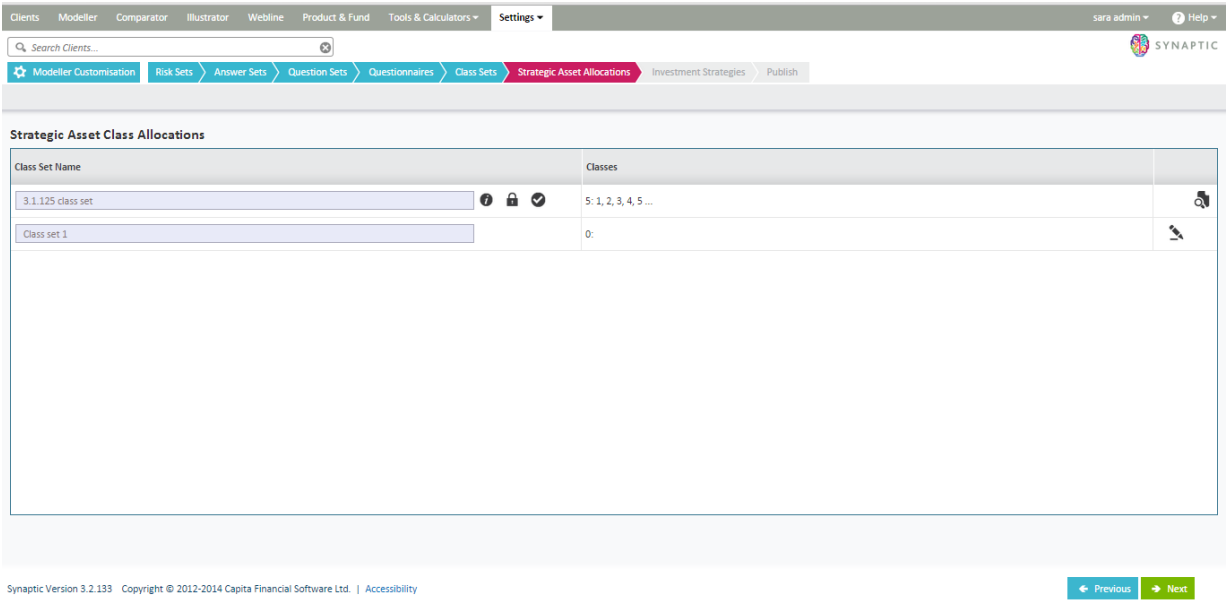 Clients Modeller Comparator Illustrator Webline Product & Fund Tools & Calculators Settings sara admin ? Help
Search Clients...
SYNAPTIC
Modeller Customisation Risk Sets Answer Sets Question Sets Questionnaires Class Sets Strategic Asset Allocations Investment Strategies Publish
Strategic Asset Class Allocations
Class Set Name Classes
3.1.125 class set i 5: 1, 2, 3, 4, 5 ...
Class set 1 0:
Synaptic Version 3.2.133 Copyright © 2012-2014 Capita Financial Software Ltd. | Accessibility Previous Next